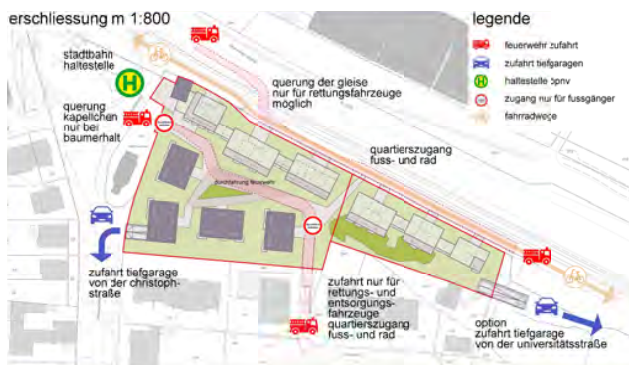 erschliessung m 1:800
stadtbahn
haltestelle
H
querung
kapellchen
nur bei
baumerhalt
querung der gleise
nur für rettungsfahrzeuge
möglich
quartierszugang
fuss- und rad
durchfahrung feuerwehr
zufahrt tiefgarage
von der christoph-
straße
zufahrt nur für
rettungs- und
entsorgungs-
fahrzeuge
quartierszugang
fuss- und rad
option
zufahrt tiefgarage
von der universitätsstraße
legende
feuerwehr zufahrt
zufahrt tiefgaragen
H
haltestelle öpnv
zugang nur für fussgänger
fahrradwege